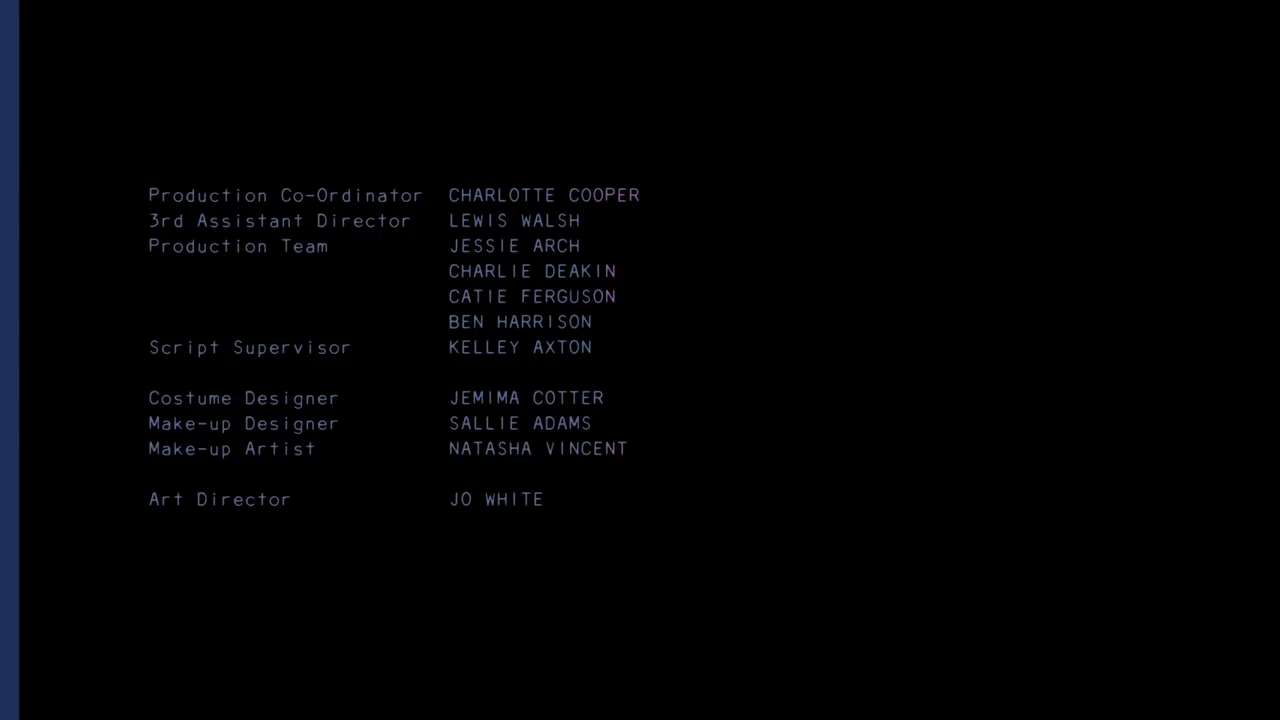 Production Co-Ordinator CHARLOTTE COOPER
3rd Assistant Director LEWIS WALSH
Production Team JESSIE ARCH
CHARLIE DEAKIN
CATIE FERGUSON
BEN HARRISON
Script Supervisor KELLEY AXTON
Costume Designer JEMIMA COTTER
Make-up Designer SALLIE ADAMS
Make-up Artist NATASHA VINCENT
Art Director JO WHITE